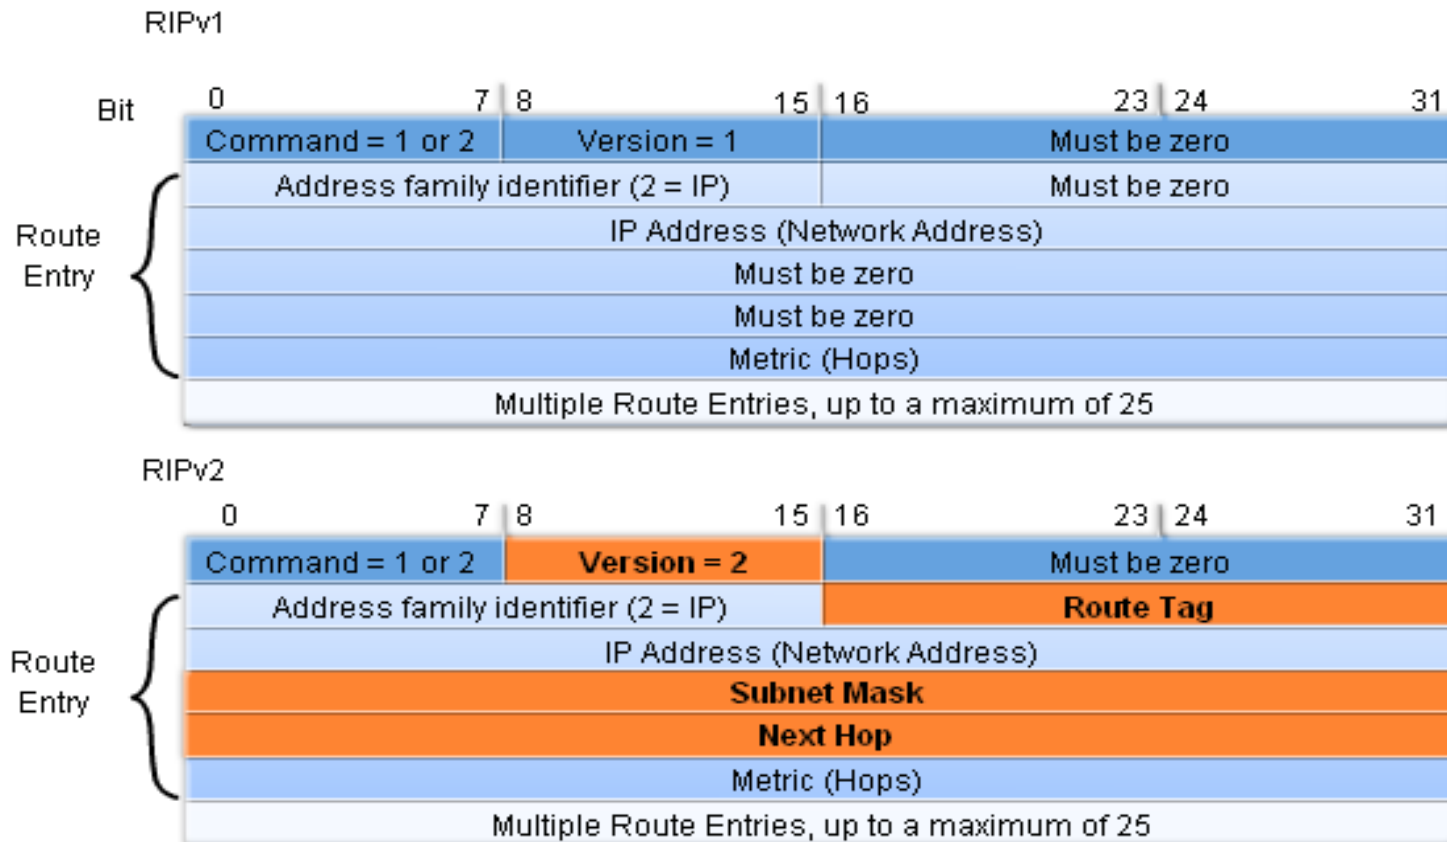 RIPv1
Bit 0 7 8 15 16 23 24 31
Command = 1 or 2 Version = 1 Must be zero
Address family identifier (2 = IP) Must be zero
Route
Entry
IP Address (Network Address)
Must be zero
Must be zero
Metric (Hops)
Multiple Route Entries, up to a maximum of 25
RIPv2
0 7 8 15 16 23 24 31
Command = 1 or 2 Version = 2 Must be zero
Address family identifier (2 = IP) Route Tag
Route
Entry
IP Address (Network Address)
Subnet Mask
Next Hop
Metric (Hops)
Multiple Route Entries, up to a maximum of 25